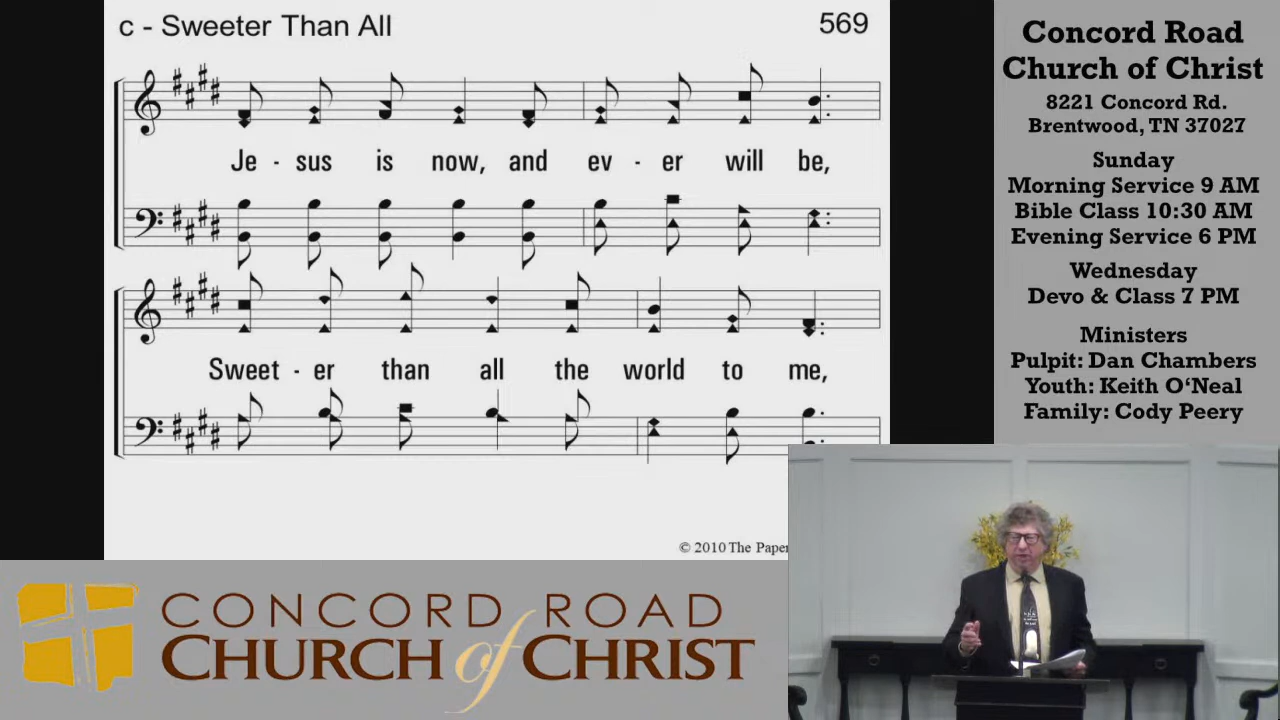 c - Sweeter Than All
569
Je - sus is now, and ev - er will be,
Sweet - er than all the world to me,
© 2010 The Paper
CONCORD ROAD
CHURCH of CHRIST
Concord Road
Church of Christ
8221 Concord Rd.
Brentwood, TN 37027
Sunday
Morning Service 9 AM
Bible Class 10:30 AM
Evening Service 6 PM
Wednesday
Devo & Class 7 PM
Ministers
Pulpit: Dan Chambers
Youth: Keith O‘Neal
Family: Cody Peery